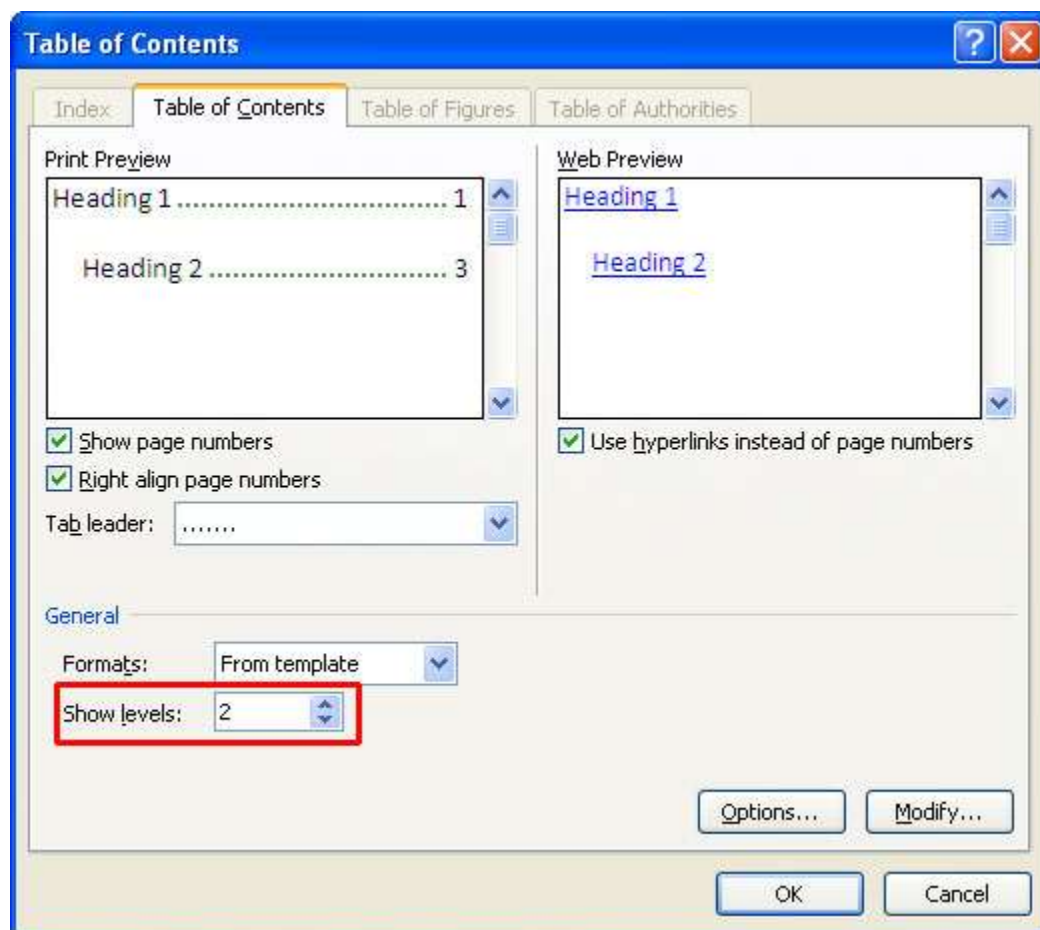 Table of Contents
Index Table of Contents Table of Figures Table of Authorities
Print Preview
Heading 1 ................................ 1
Heading 2 ............................ 3
Web Preview
Heading 1
Heading 2
Show page numbers
Right align page numbers
Tab leader: .......
Use hyperlinks instead of page numbers
General
Formats: From template
Show levels: 2
Options... Modify...
OK Cancel